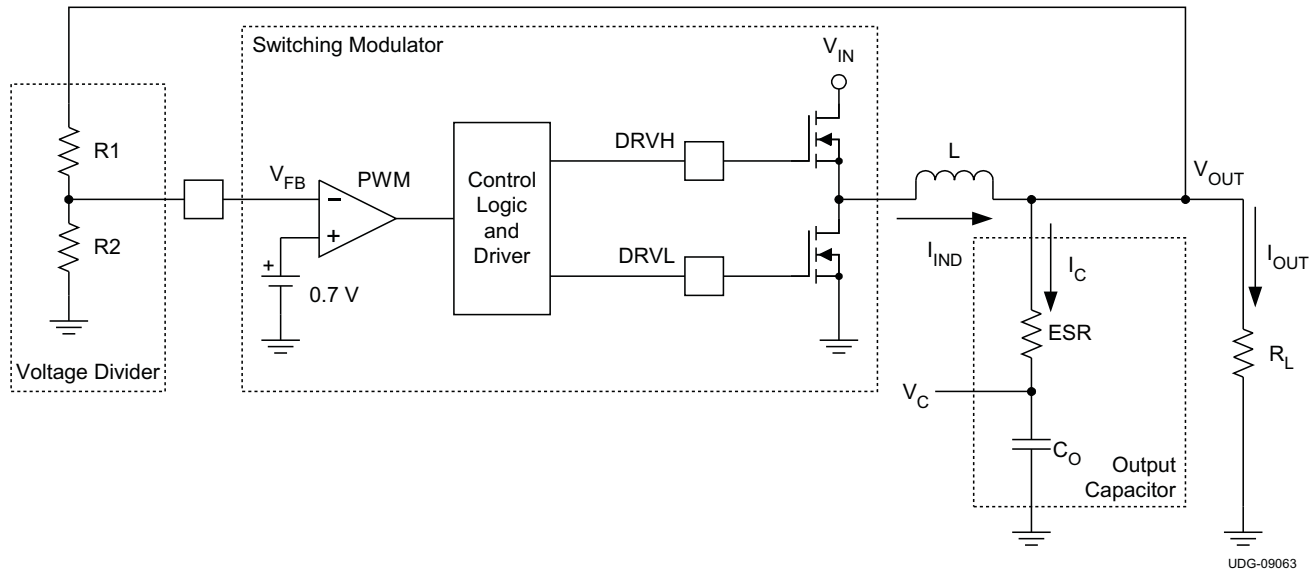 Switching Modulator
V_IN
R1
DRVH
L
V_FB
PWM
Control
Logic
and
Driver
V_OUT
R2
+
−
+
0.7 V
DRVL
I_IND
I_C
I_OUT
Voltage Divider
ESR
R_L
V_C
C_O
Output
Capacitor
UDG-09063